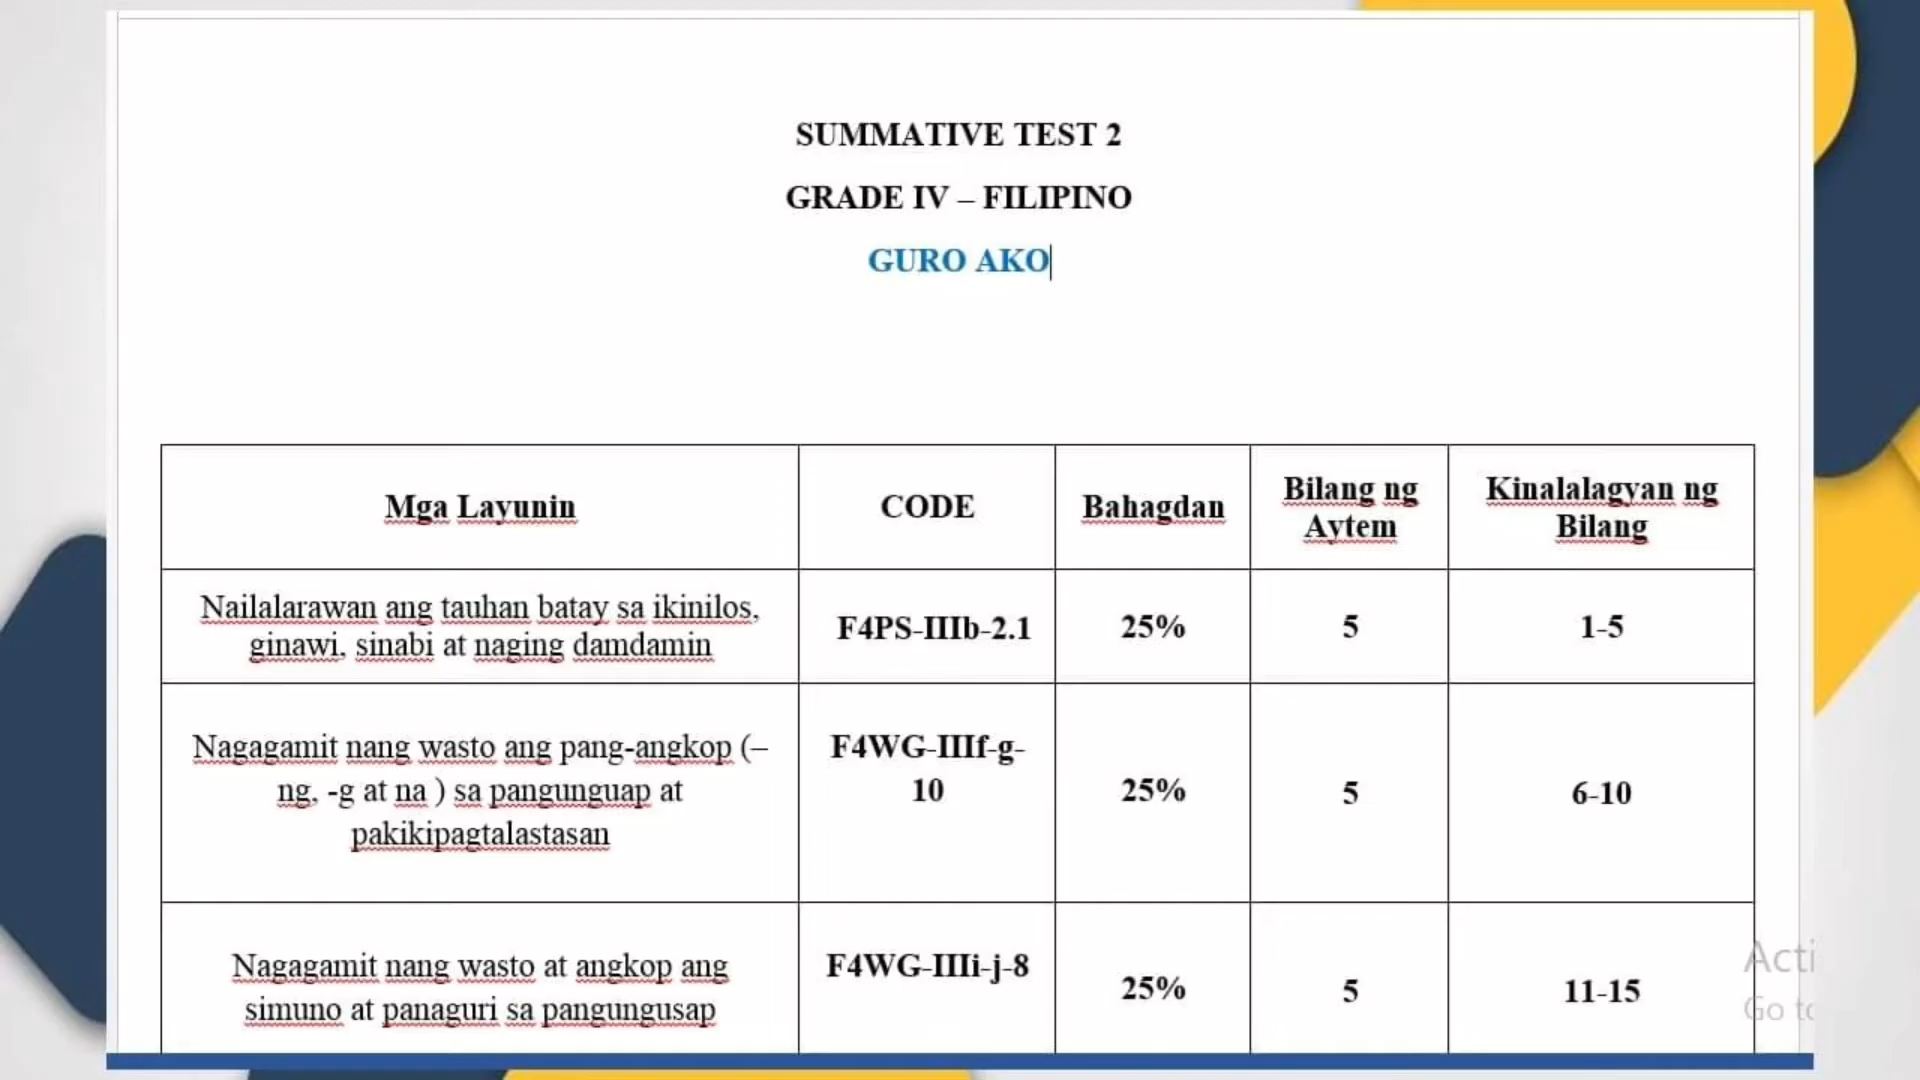 SUMMATIVE TEST 2
GRADE IV – FILIPINO
GURO AKO
Mga Layunin
CODE
Bahagdan
Bilang ng
Aytem
Kinalalagyan ng
Bilang
Nailalarawan ang tauhan batay sa ikinilos,
ginawi, sinabi at naging damdamin
F4PS-IIIb-2.1
25%
5
1-5
Nagagamit nang wasto ang pang-angkop (–
ng, -g at na ) sa pangunguap at
pakikipagtalastasan
F4WG-IIIf-g-
10
25%
5
6-10
Nagagamit nang wasto at angkop ang
simuno at panaguri sa pangungusap
F4WG-IIIi-j-8
25%
5
11-15
Acti
Go to